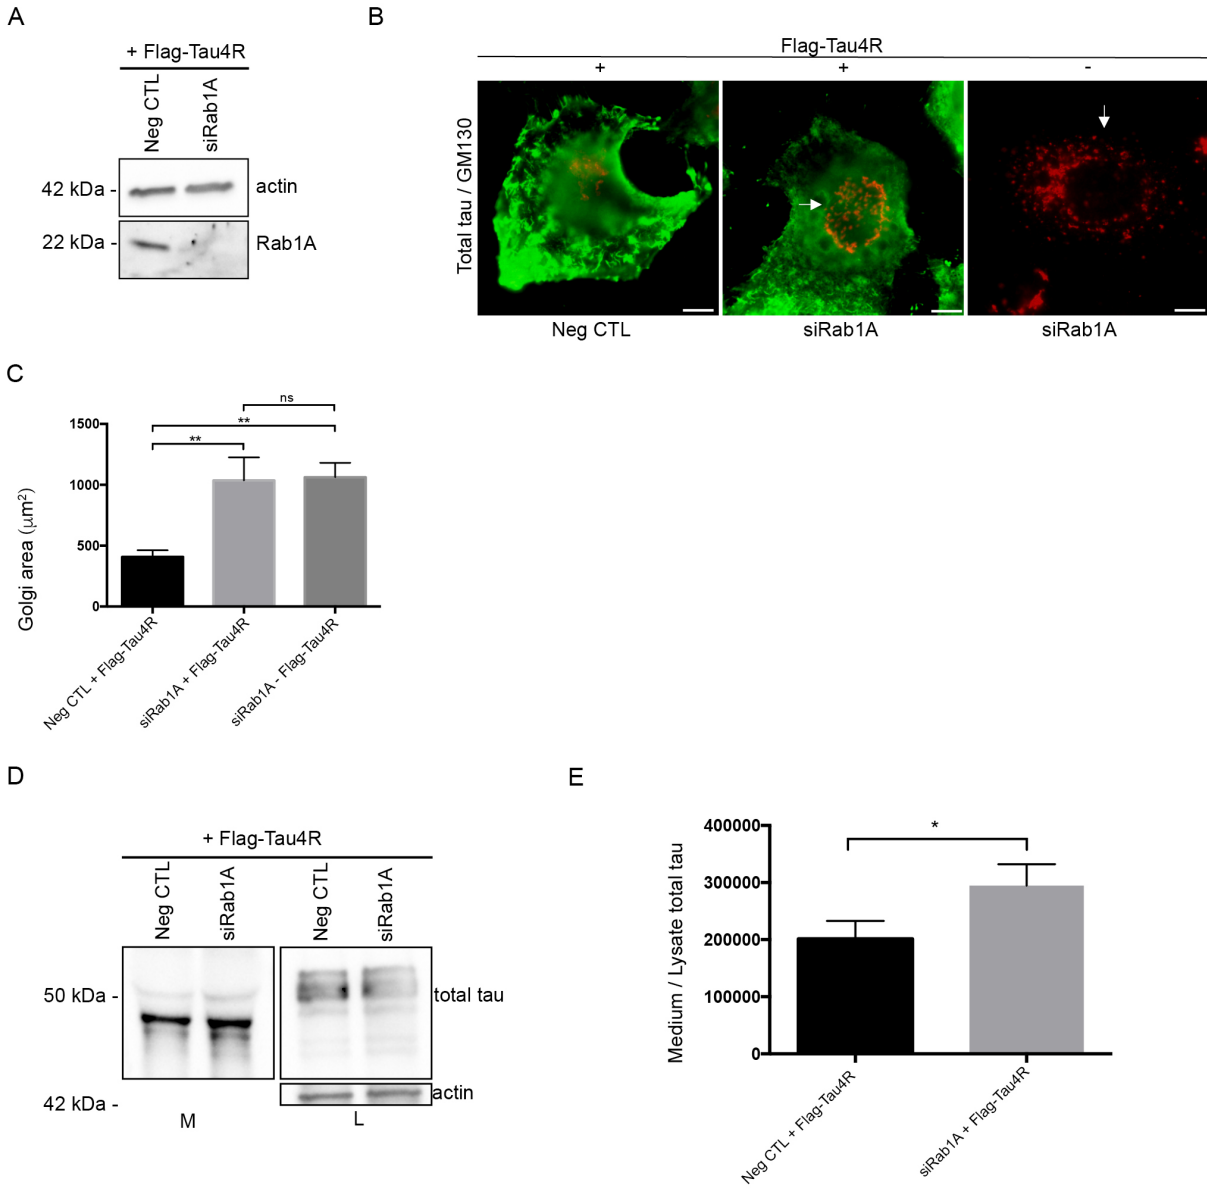 A
+ Flag-Tau4R
Neg CTL
siRab1A
42 kDa -
actin
22 kDa -
Rab1A
B
Flag-Tau4R
+
+
-
Total tau / GM130
Neg CTL
siRab1A
siRab1A
C
ns
**
**
1500
1000
500
0
Golgi area (μm²)
Neg CTL + Flag-Tau4R
siRab1A + Flag-Tau4R
siRab1A - Flag-Tau4R
D
+ Flag-Tau4R
Neg CTL
siRab1A
Neg CTL
siRab1A
50 kDa -
total tau
actin
42 kDa -
M
L
E
*
400000
300000
200000
100000
0
Medium / Lysate total tau
Neg CTL + Flag-Tau4R
siRab1A + Flag-Tau4R